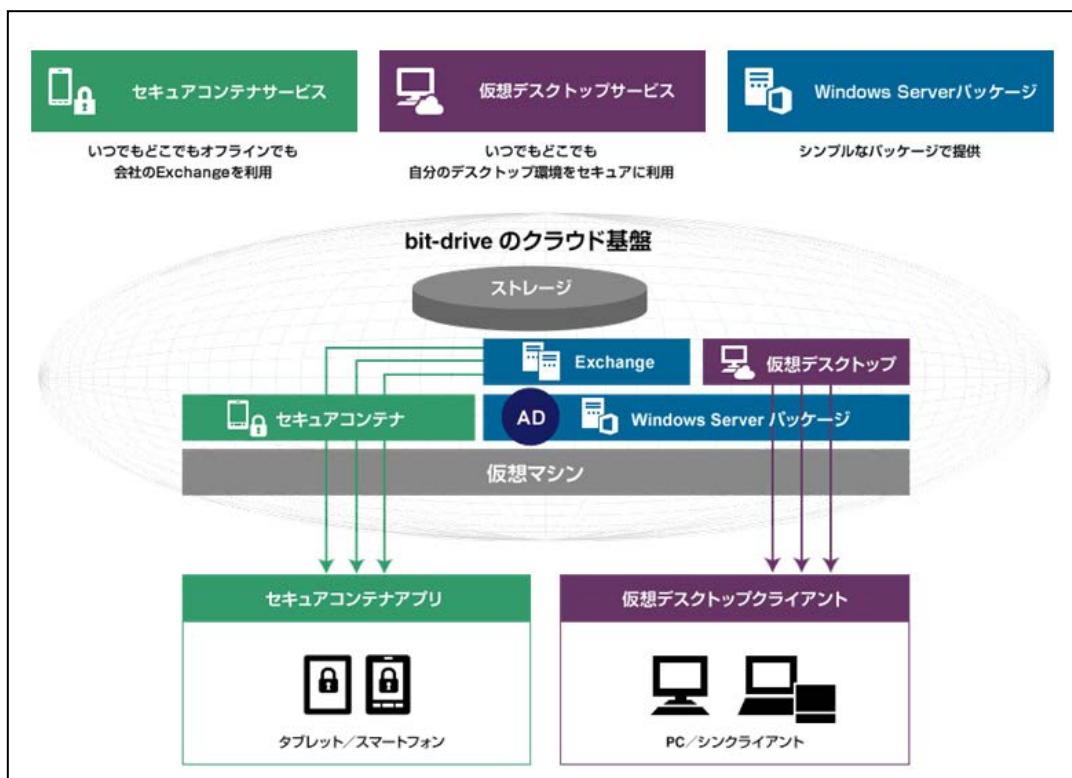 セキュアコンテナサービス
仮想デスクトップサービス
Windows Serverパッケージ
いつでもどこでもオフラインでも
会社のExchangeを利用
いつでもどこでも
自分のデスクトップ環境をセキュアに利用
シンプルなパッケージで提供
bit-drive のクラウド基盤
ストレージ
Exchange
仮想デスクトップ
セキュアコンテナ
AD
Windows Server パッケージ
仮想マシン
セキュアコンテナアプリ
仮想デスクトップクライアント
タブレット／スマートフォン
PC／シンクライアント